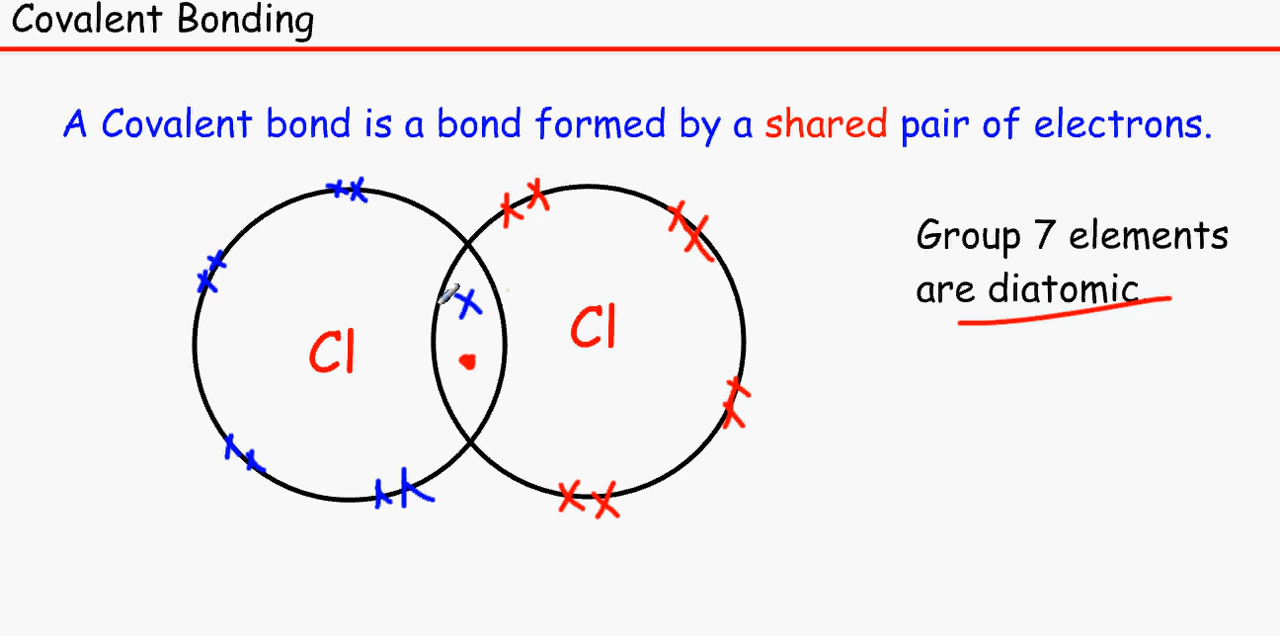 Covalent Bonding
A Covalent bond is a bond formed by a shared pair of electrons.
Group 7 elements
are diatomic
Cl
Cl